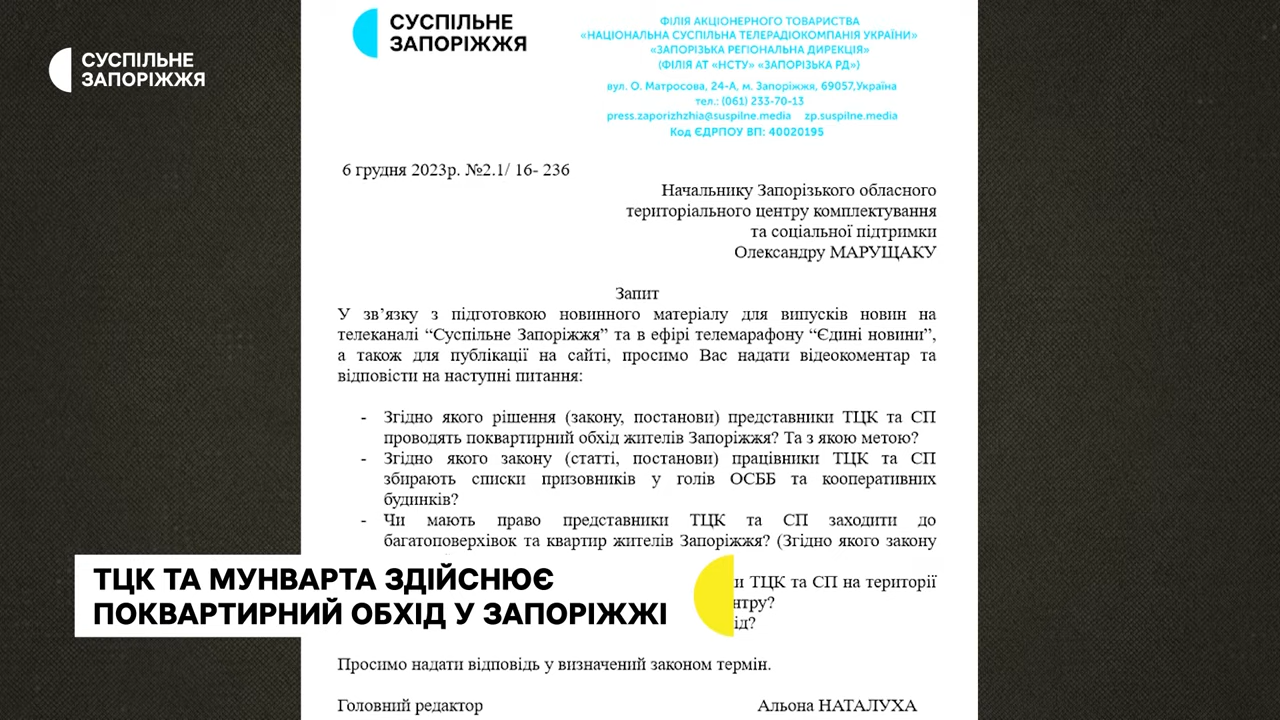 СУСПІЛЬНЕ
ЗАПОРІЖЖЯ
СУСПІЛЬНЕ
ЗАПОРІЖЖЯ
ФІЛІЯ АКЦІОНЕРНОГО ТОВАРИСТВА
«НАЦІОНАЛЬНА СУСПІЛЬНА ТЕЛЕРАДІОКОМПАНІЯ УКРАЇНИ»
«ЗАПОРІЗЬКА РЕГІОНАЛЬНА ДИРЕКЦІЯ»
(ФІЛІЯ АТ «НСТУ» «ЗАПОРІЗЬКА РД»)
вул. О. Матросова, 24-А, м. Запоріжжя, 69057,Україна
тел.: (061) 233-70-13
press.zaporizhzhia@suspilne.media zp.suspilne.media
Код ЄДРПОУ ВП: 40020195
6 грудня 2023р. №2.1/ 16- 236
Начальнику Запорізького обласного
територіального центру комплектування
та соціальної підтримки
Олександру МАРУЩАКУ
Запит
У зв’язку з підготовкою новинного матеріалу для випусків новин на
телеканалі “Суспільне Запоріжжя” та в ефірі телемарафону “Єдині новини”,
а також для публікації на сайті, просимо Вас надати відеокоментар та
відповісти на наступні питання:
- Згідно якого рішення (закону, постанови) представники ТЦК та СП
проводять поквартирний обхід жителів Запоріжжя? Та з якою метою?
- Згідно якого закону (статті, постанови) працівники ТЦК та СП
збирають списки призовників у голів ОСББ та кооперативних
будинків?
- Чи мають право представники ТЦК та СП заходити до
багатоповерхівок та квартир жителів Запоріжжя? (Згідно якого закону
ТЦК та СП на території
ТЦК ТА МУНВАРТА ЗДІЙСНЮЄ
ПОКВАРТИРНИЙ ОБХІД У ЗАПОРІЖЖІ
Просимо надати відповідь у визначений законом термін.
Головний редактор Альона НАТАЛУХА